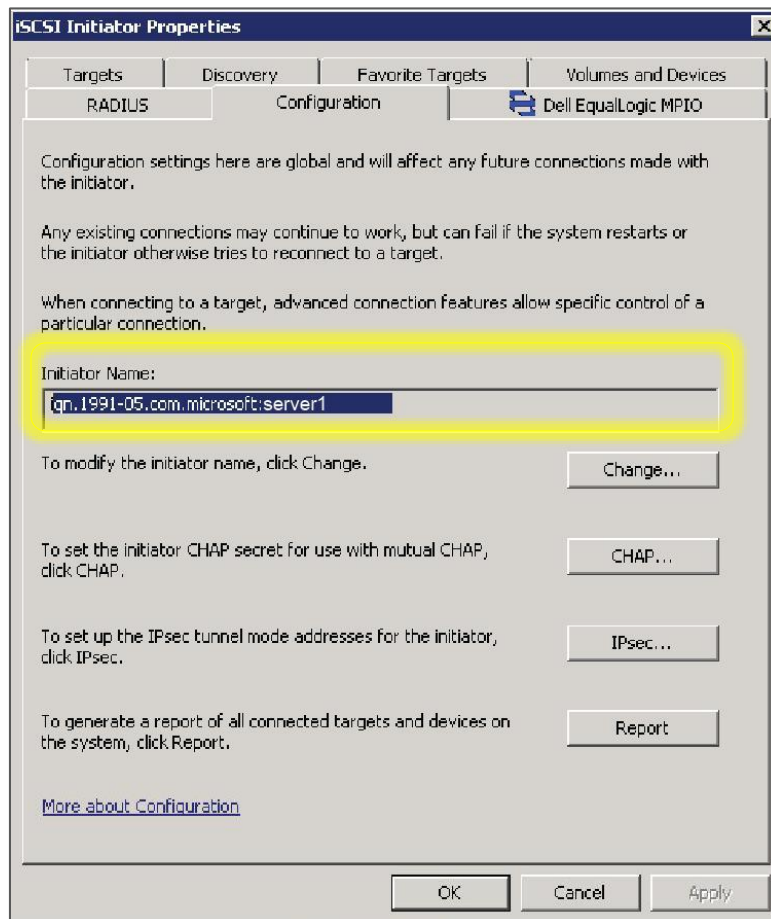 iSCSI Initiator Properties
Targets Discovery Favorite Targets Volumes and Devices
RADIUS Configuration Dell EqualLogic MPIO
Configuration settings here are global and will affect any future connections made with
the initiator.
Any existing connections may continue to work, but can fail if the system restarts or
the initiator otherwise tries to reconnect to a target.
When connecting to a target, advanced connection features allow specific control of a
particular connection.
Initiator Name:
iqn.1991-05.com.microsoft:server1
To modify the initiator name, click Change.
Change...
To set the initiator CHAP secret for use with mutual CHAP,
click CHAP.
CHAP...
To set up the IPsec tunnel mode addresses for the initiator,
click IPsec.
IPsec...
To generate a report of all connected targets and devices on
the system, click Report.
Report
More about Configuration
OK Cancel Apply